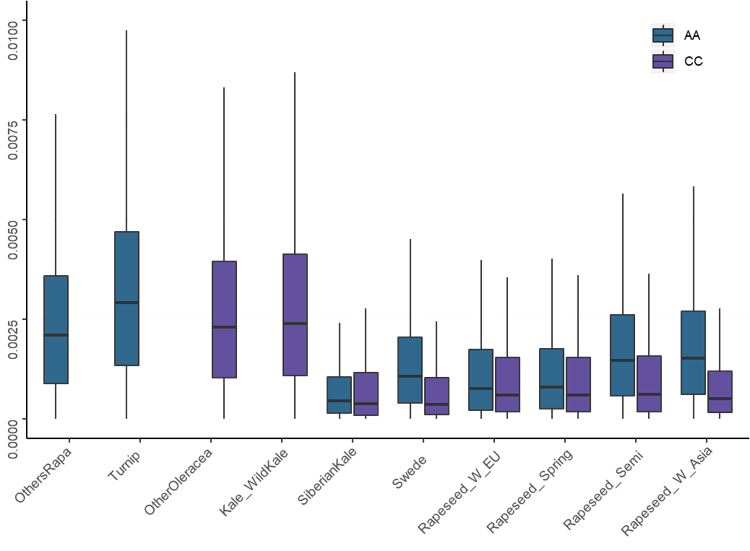 0.0100
0.0075
0.0050
0.0025
0.0000
AA
CC
OthersRapa
Turnip
OtherOleracea
Kale_WildKale
SiberianKale
Swede
Rapeseed_W_EU
Rapeseed_Spring
Rapeseed_Semi
Rapeseed_W_Asia